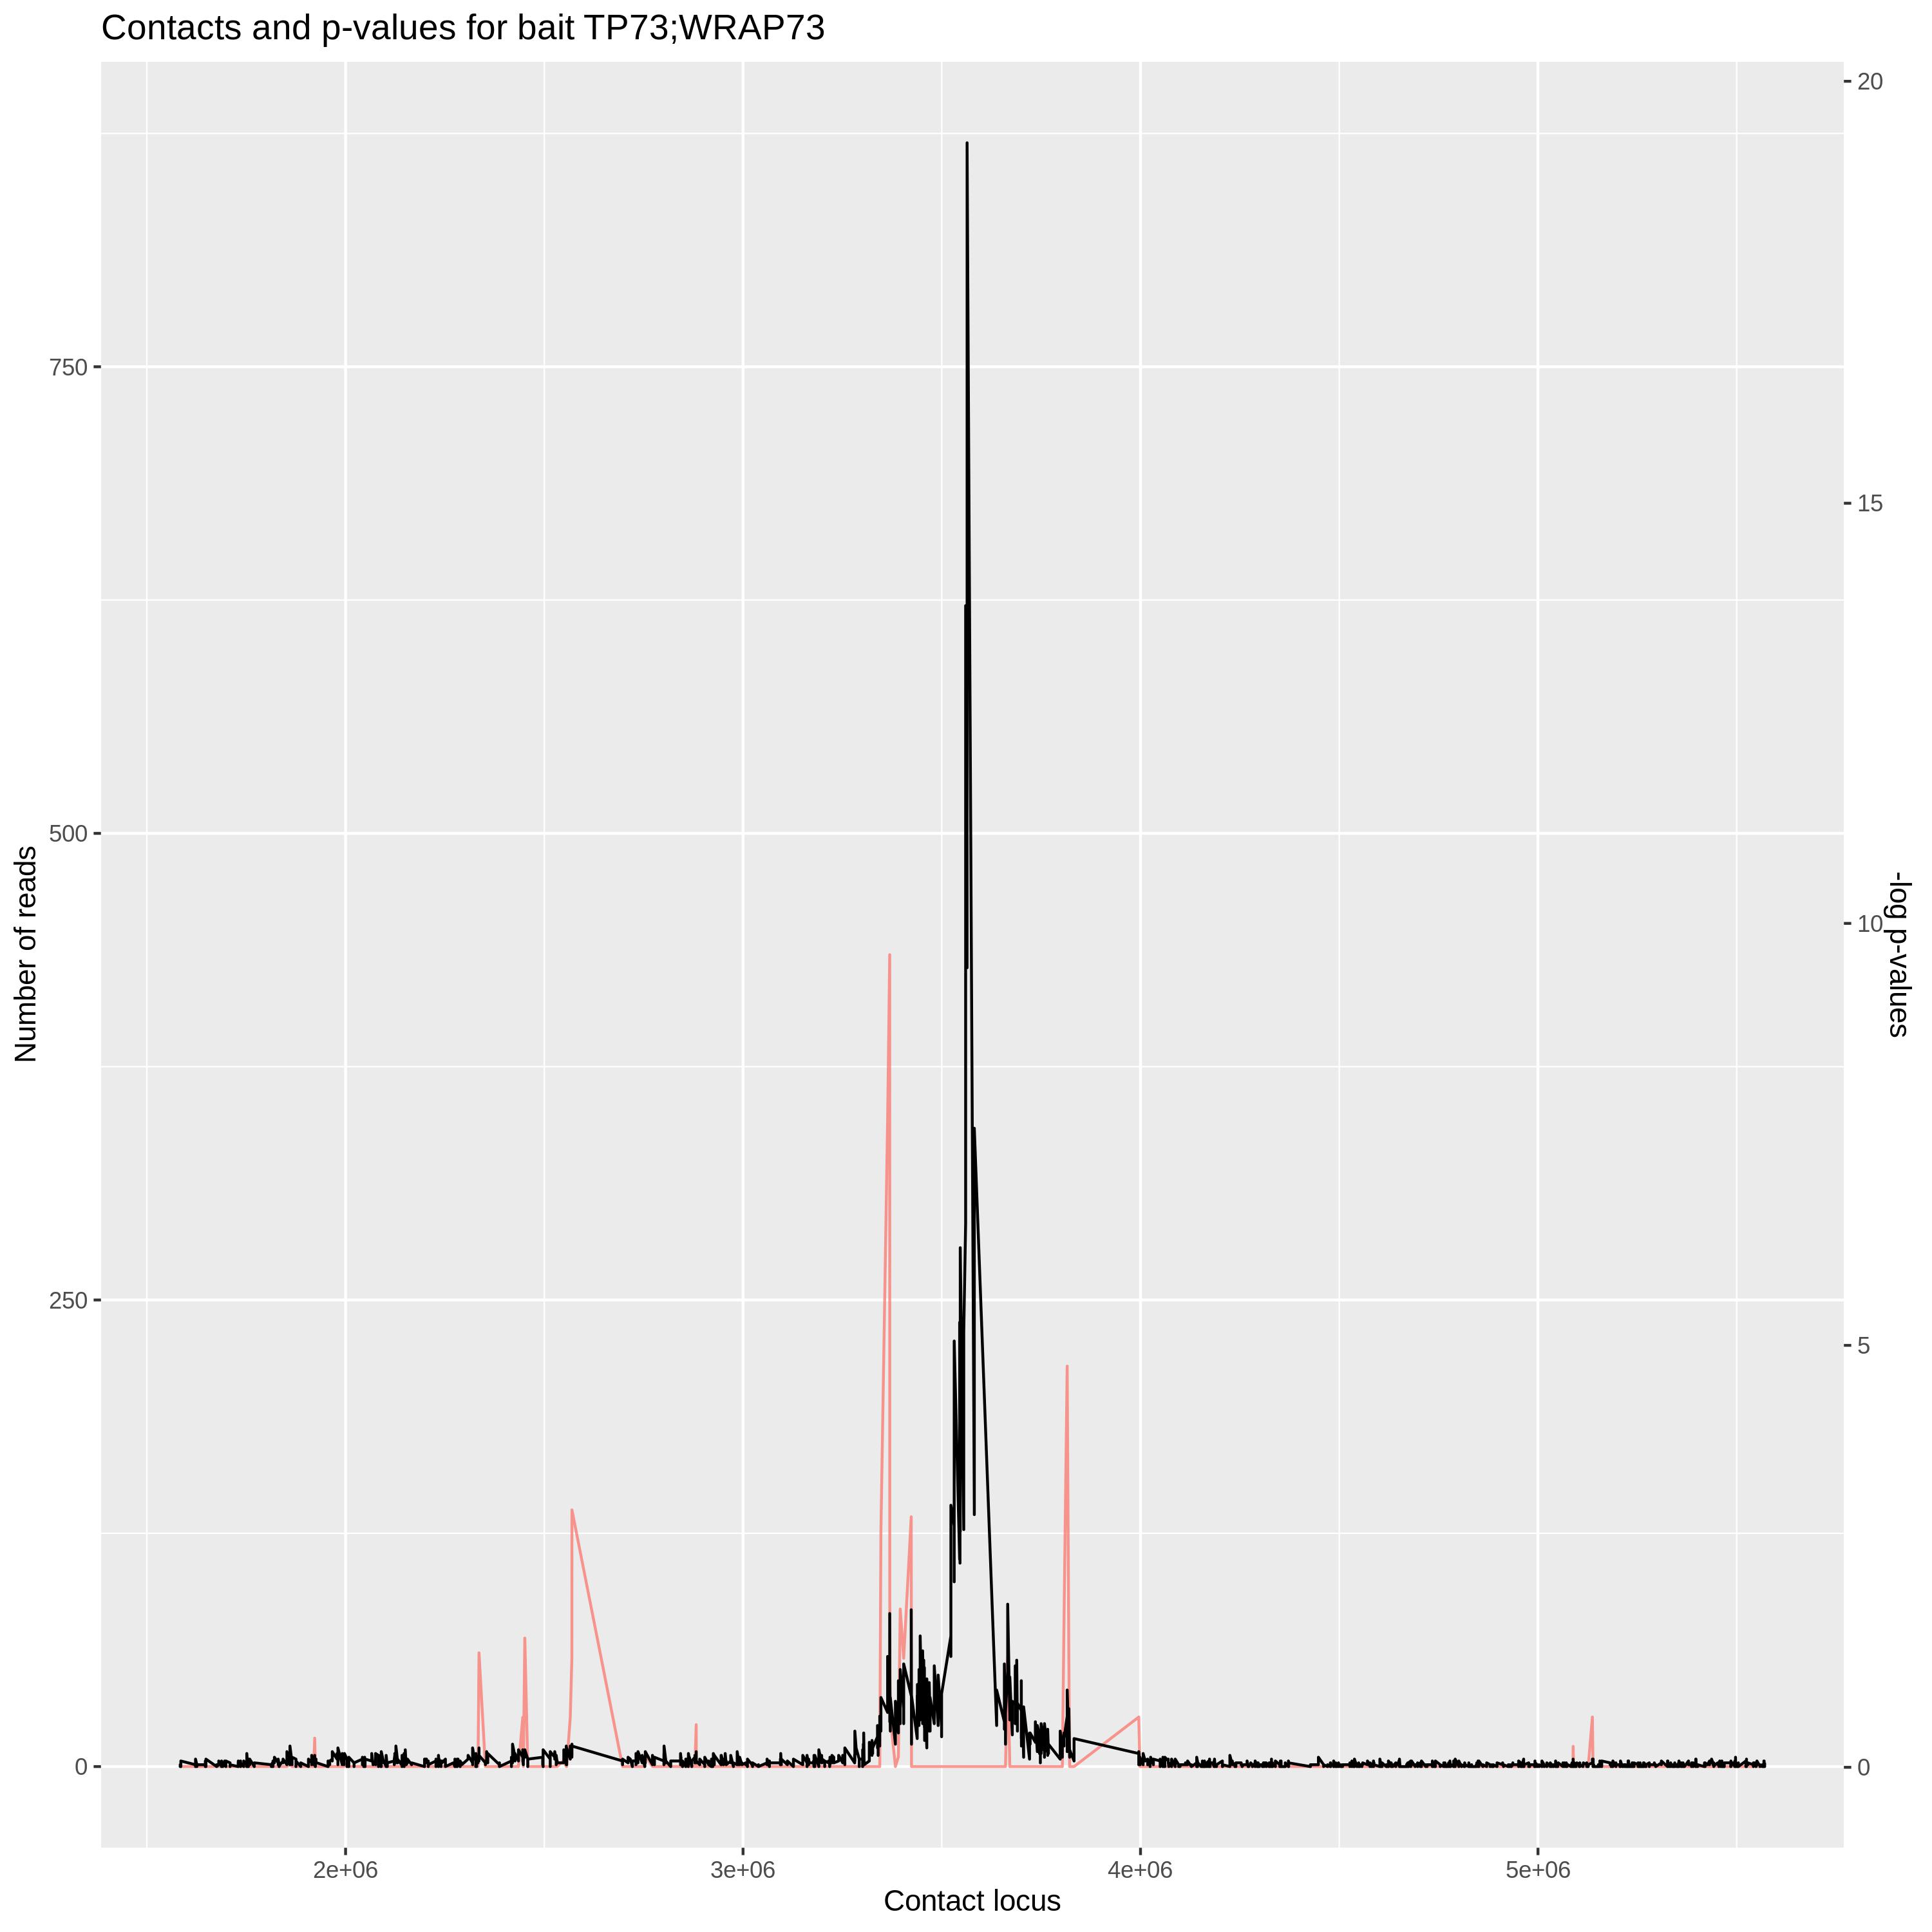 Contacts and p-values for bait TP73;WRAP73
20
15
10
5
0
750
500
250
0
Number of reads
-log p-values
2e+06
3e+06
4e+06
5e+06
Contact locus